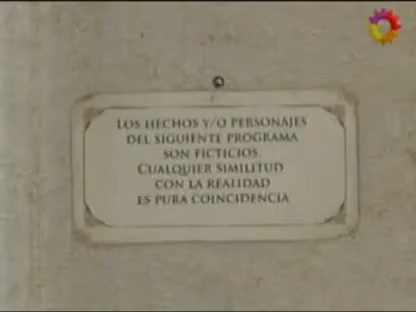 LOS HECHOS Y/O PERSONAJES
DEL SIGUIENTE PROGRAMA
SON FICTICIOS.
CUALQUIER SIMILITUD
CON LA REALIDAD
ES PURA COINCIDENCIA